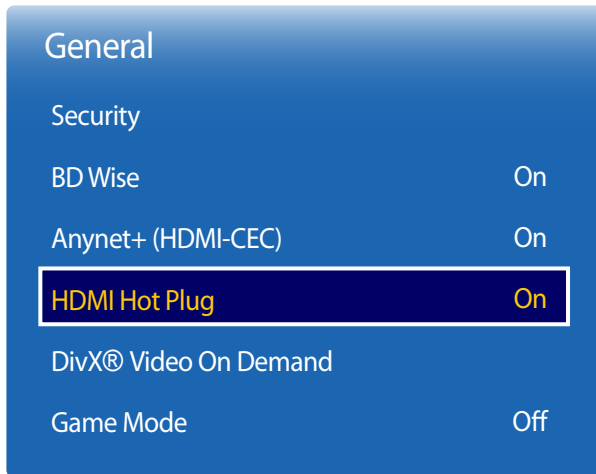 General
Security
BD Wise On
Anynet+ (HDMI-CEC) On
HDMI Hot Plug On
DivX® Video On Demand
Game Mode Off